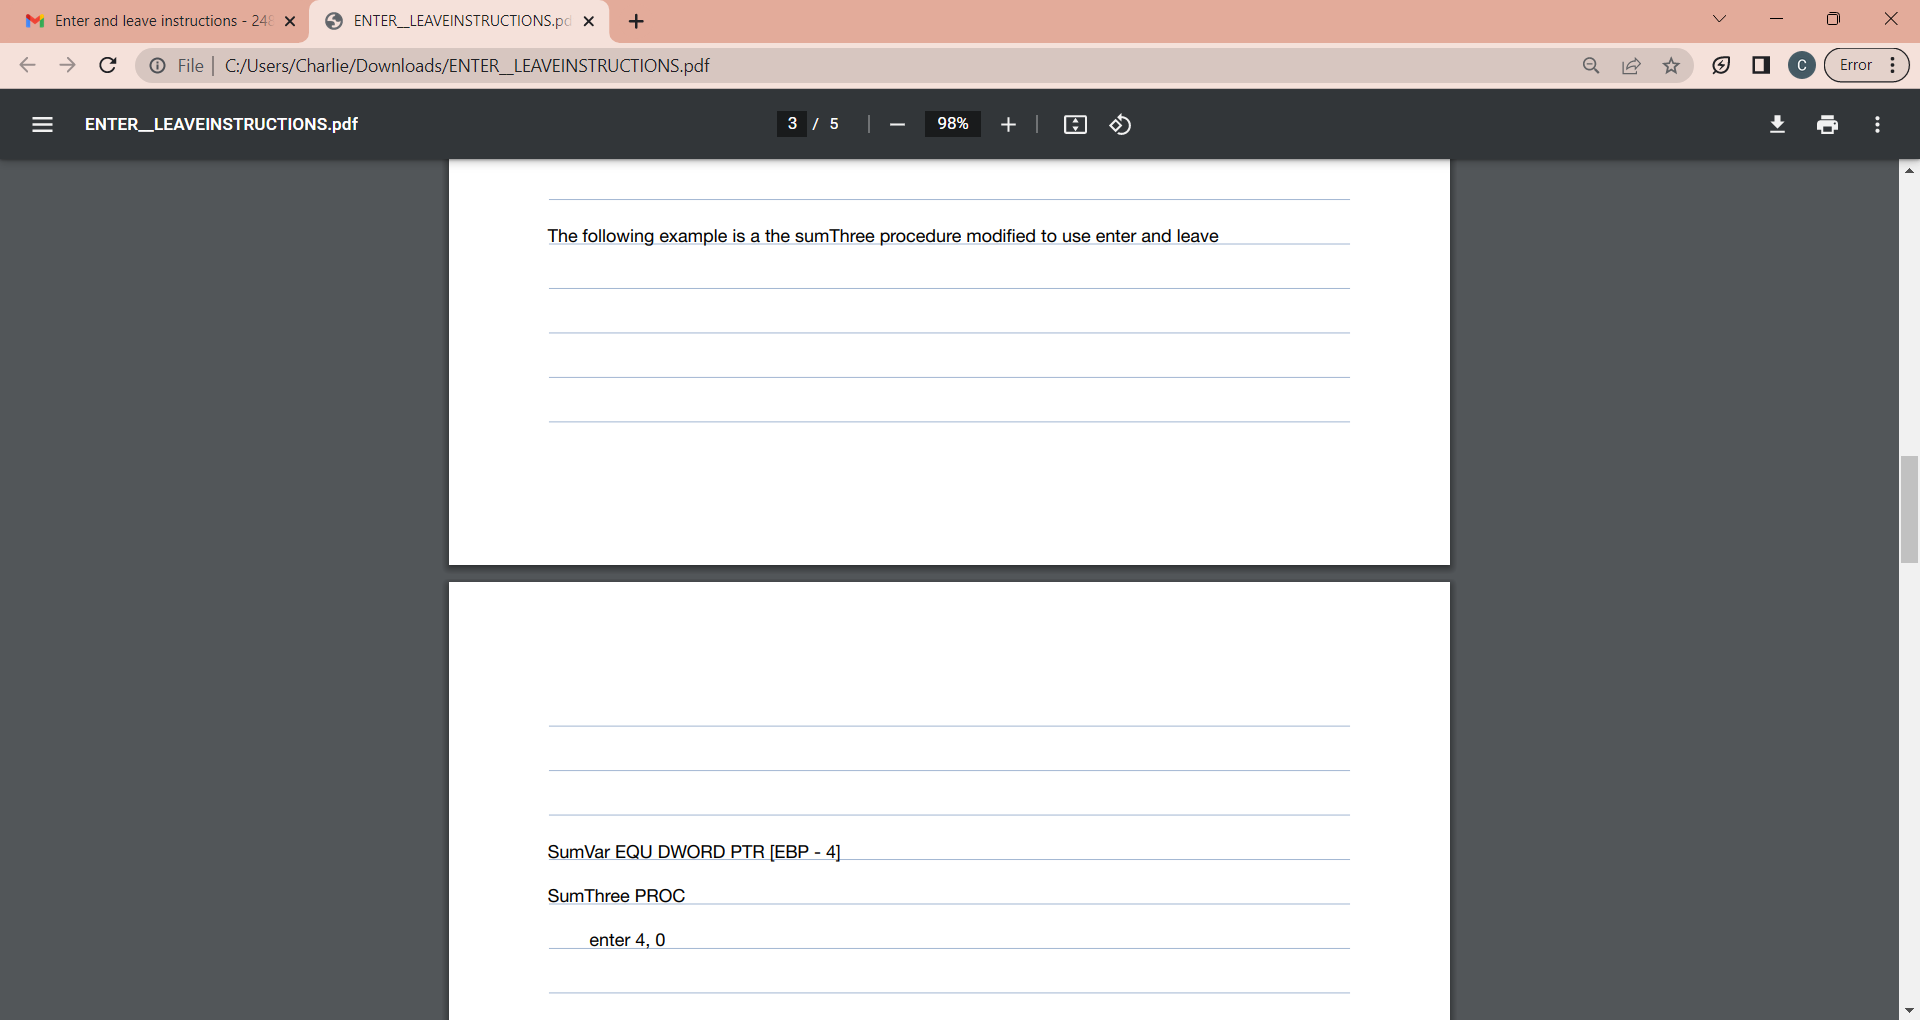 Enter and leave instructions - 248
ENTER__LEAVEINSTRUCTIONS.pd
File
C:/Users/Charlie/Downloads/ENTER__LEAVEINSTRUCTIONS.pdf
C
Error
ENTER__LEAVEINSTRUCTIONS.pdf
3 / 5
98%
The following example is a the sumThree procedure modified to use enter and leave
SumVar EQU DWORD PTR [EBP - 4]
SumThree PROC
enter 4, 0